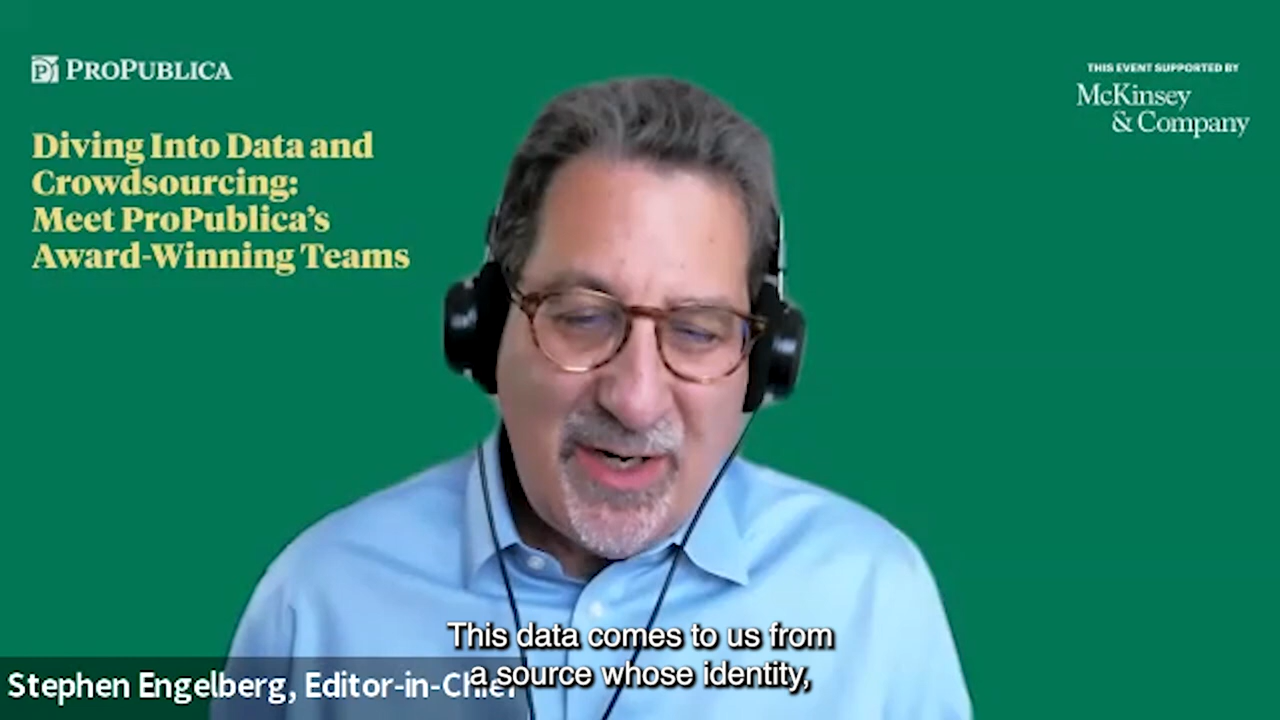 PROPUBLICA
THIS EVENT SUPPORTED BY
McKinsey
& Company
Diving Into Data and
Crowdsourcing:
Meet ProPublica's
Award-Winning Teams
This data comes to us from
a source whose identity,
Stephen Engelberg, Editor-in-Chief